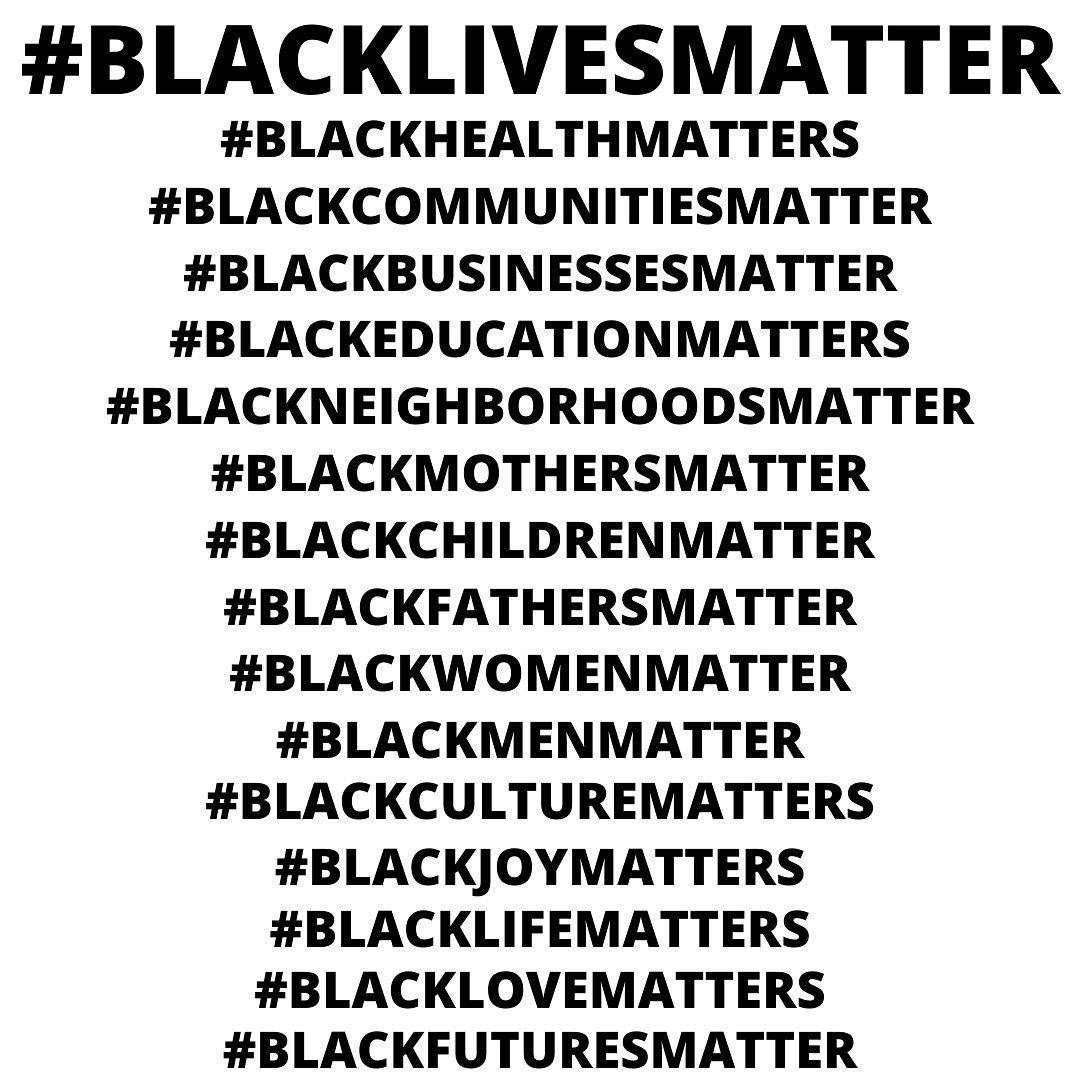 #BLACKLIVESMATTER
#BLACKHEALTHMATTERS
#BLACKCOMMUNITIESMATTER
#BLACKBUSINESSESMATTER
#BLACKEDUCATIONMATTERS
#BLACKNEIGHBORHOODSMATTER
#BLACKMOTHERSMATTER
#BLACKCHILDRENMATTER
#BLACKFATHERSMATTER
#BLACKWOMENMATTER
#BLACKMENMATTER
#BLACKCULTUREMATTERS
#BLACKJOYMATTERS
#BLACKLIFEMATTERS
#BLACKLOVEMATTERS
#BLACKFUTURESMATTER